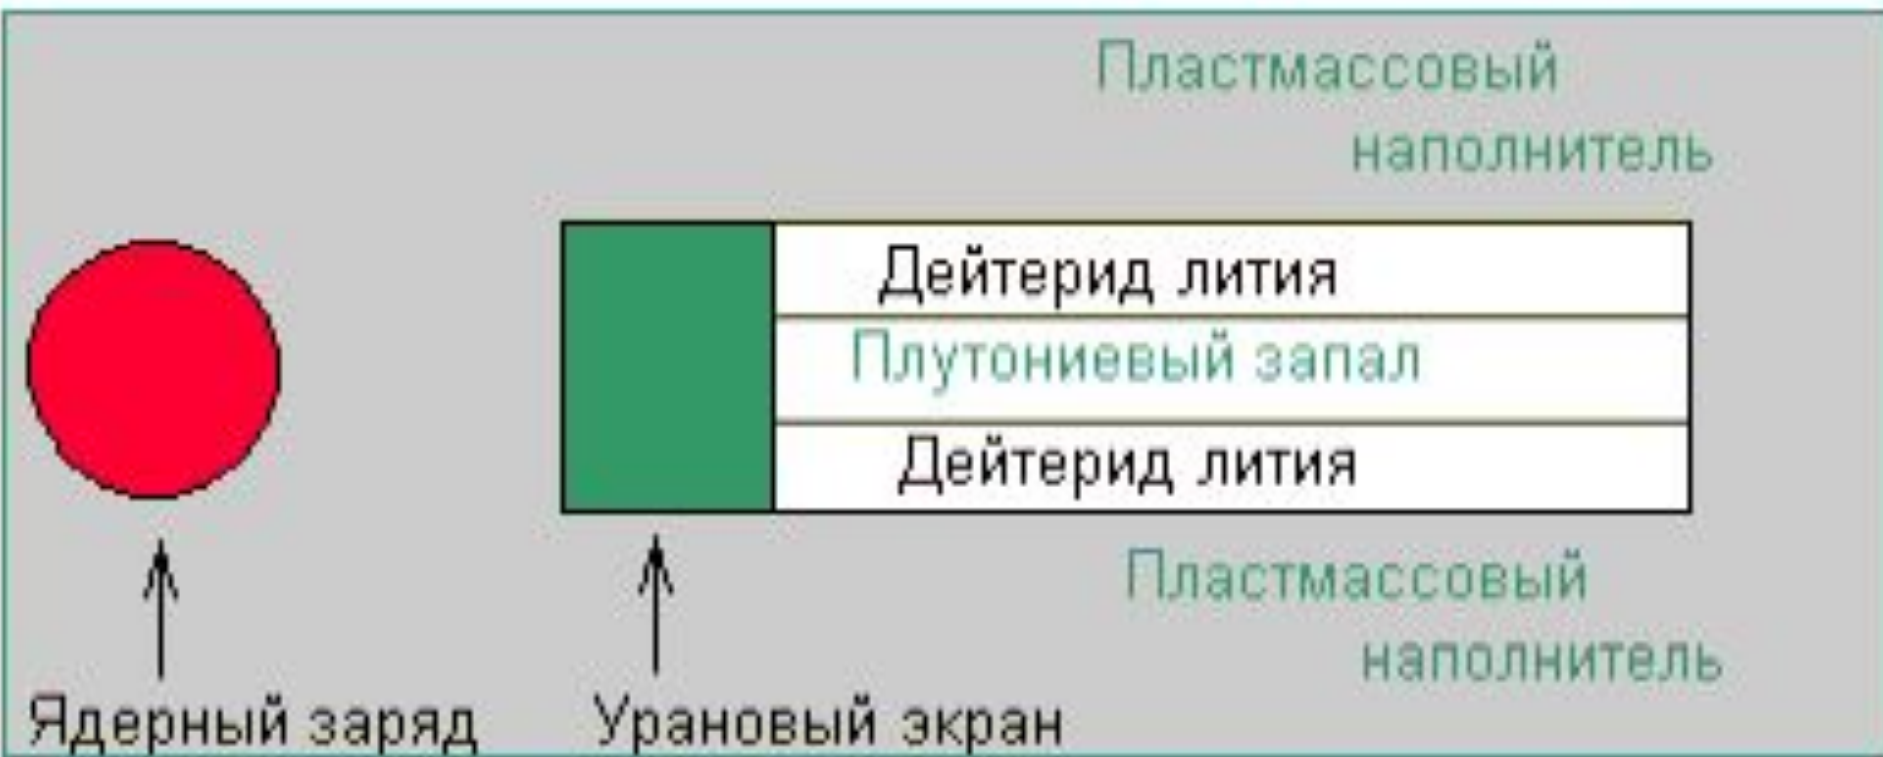 Пластмассовый
наполнитель
Дейтерид лития
Плутониевый запал
Дейтерид лития
Пластмассовый
наполнитель
Ядерный заряд
Урановый экран